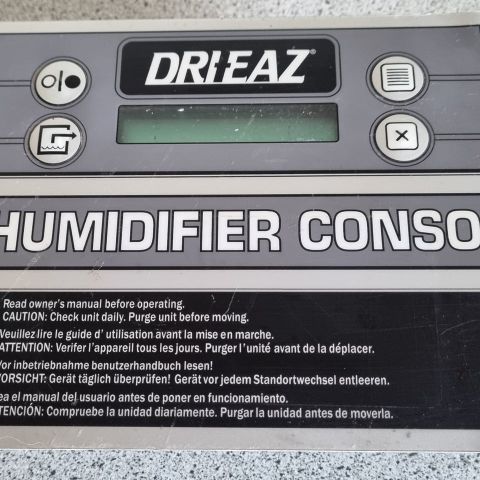 DRI-EAZ®
HUMIDIFIER CONSO
Read owner's manual before operating.
CAUTION: Check unit daily. Purge unit before moving.
Veuillez lire le guide d' utilisation avant la mise en marche.
ATTENTION: Verifer l'appareil tous les jours. Purger l'unité avant de la déplacer.
Vor inbetriebnahme benutzerhandbuch lesen!
VORSICHT: Gerät täglich überprüfen! Gerät vor jedem Standortwechsel entleeren.
ea el manual del usuario antes de poner en funcionamiento.
ATENCIÓN: Compruebe la unidad diariamente. Purgar la unidad antes de moverla.